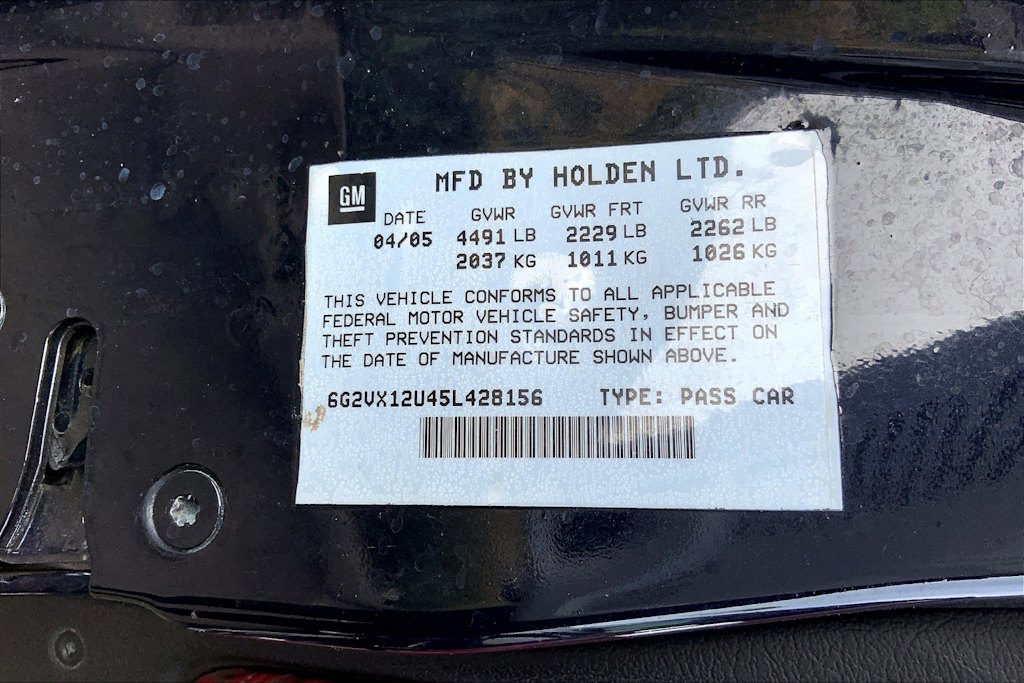 GM
MFD BY HOLDEN LTD.
DATE GVWR GVWR FRT GVWR RR
04/05 4491 LB 2229 LB 2262 LB
2037 KG 1011 KG 1026 KG
THIS VEHICLE CONFORMS TO ALL APPLICABLE
FEDERAL MOTOR VEHICLE SAFETY, BUMPER AND
THEFT PREVENTION STANDARDS IN EFFECT ON
THE DATE OF MANUFACTURE SHOWN ABOVE.
6G2VX12U45L428156 TYPE: PASS CAR